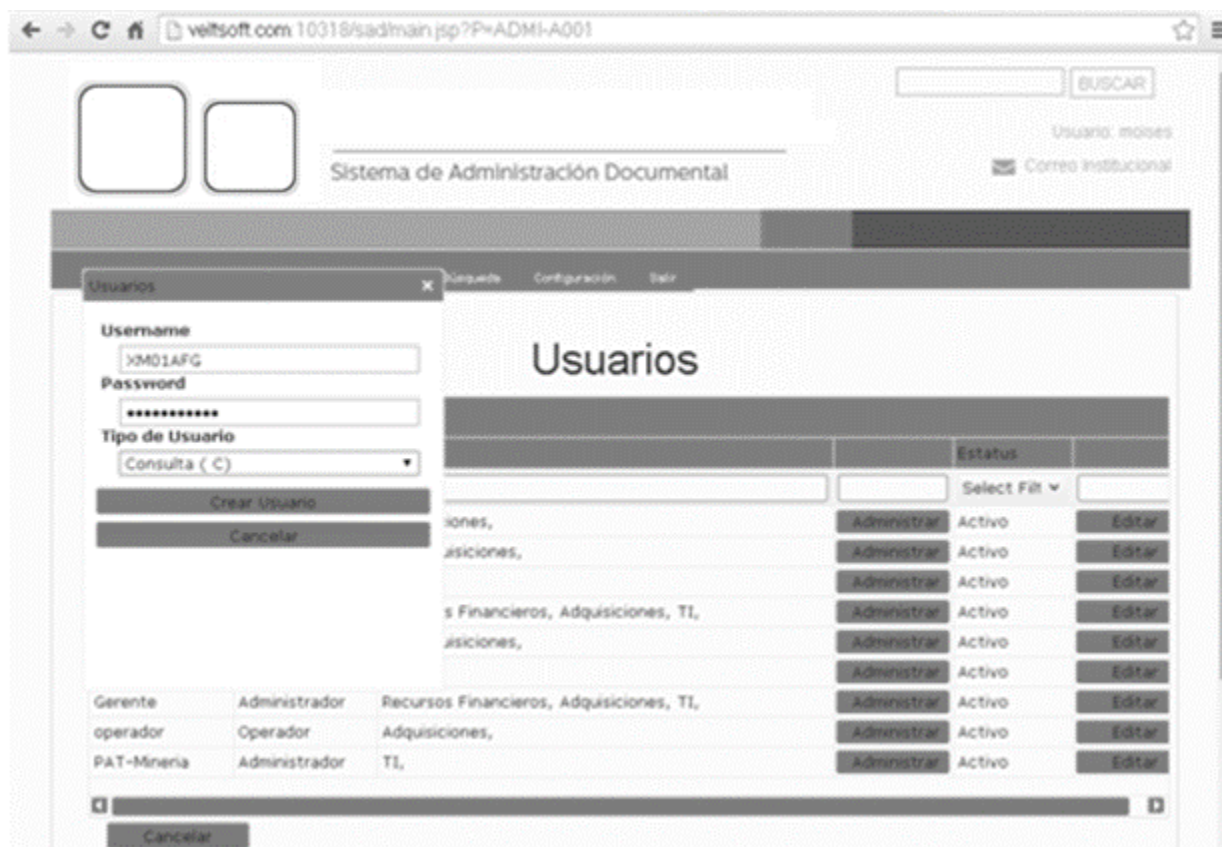 veltsoft.com:10318/sad/main.jsp?P=ADMI-A001
BUSCAR
Usuario: moises
Correo Institucional
Sistema de Administración Documental
Búsqueda Configuración Salir
Usuarios
Username
XM01AFG
Password
Tipo de Usuario
Consulta ( C)
Crear Usuario
Cancelar
Usuarios
Estatus
Select Filt
iones, Administrar Activo Editar
uisiciones, Administrar Activo Editar
Administrar Activo Editar
s Financieros, Adquisiciones, TI, Administrar Activo Editar
uisiciones, Administrar Activo Editar
Administrar Activo Editar
Gerente Administrador Recursos Financieros, Adquisiciones, TI, Administrar Activo Editar
operador Operador Adquisiciones, Administrar Activo Editar
PAT-Mineria Administrador TI, Administrar Activo Editar
Cancelar